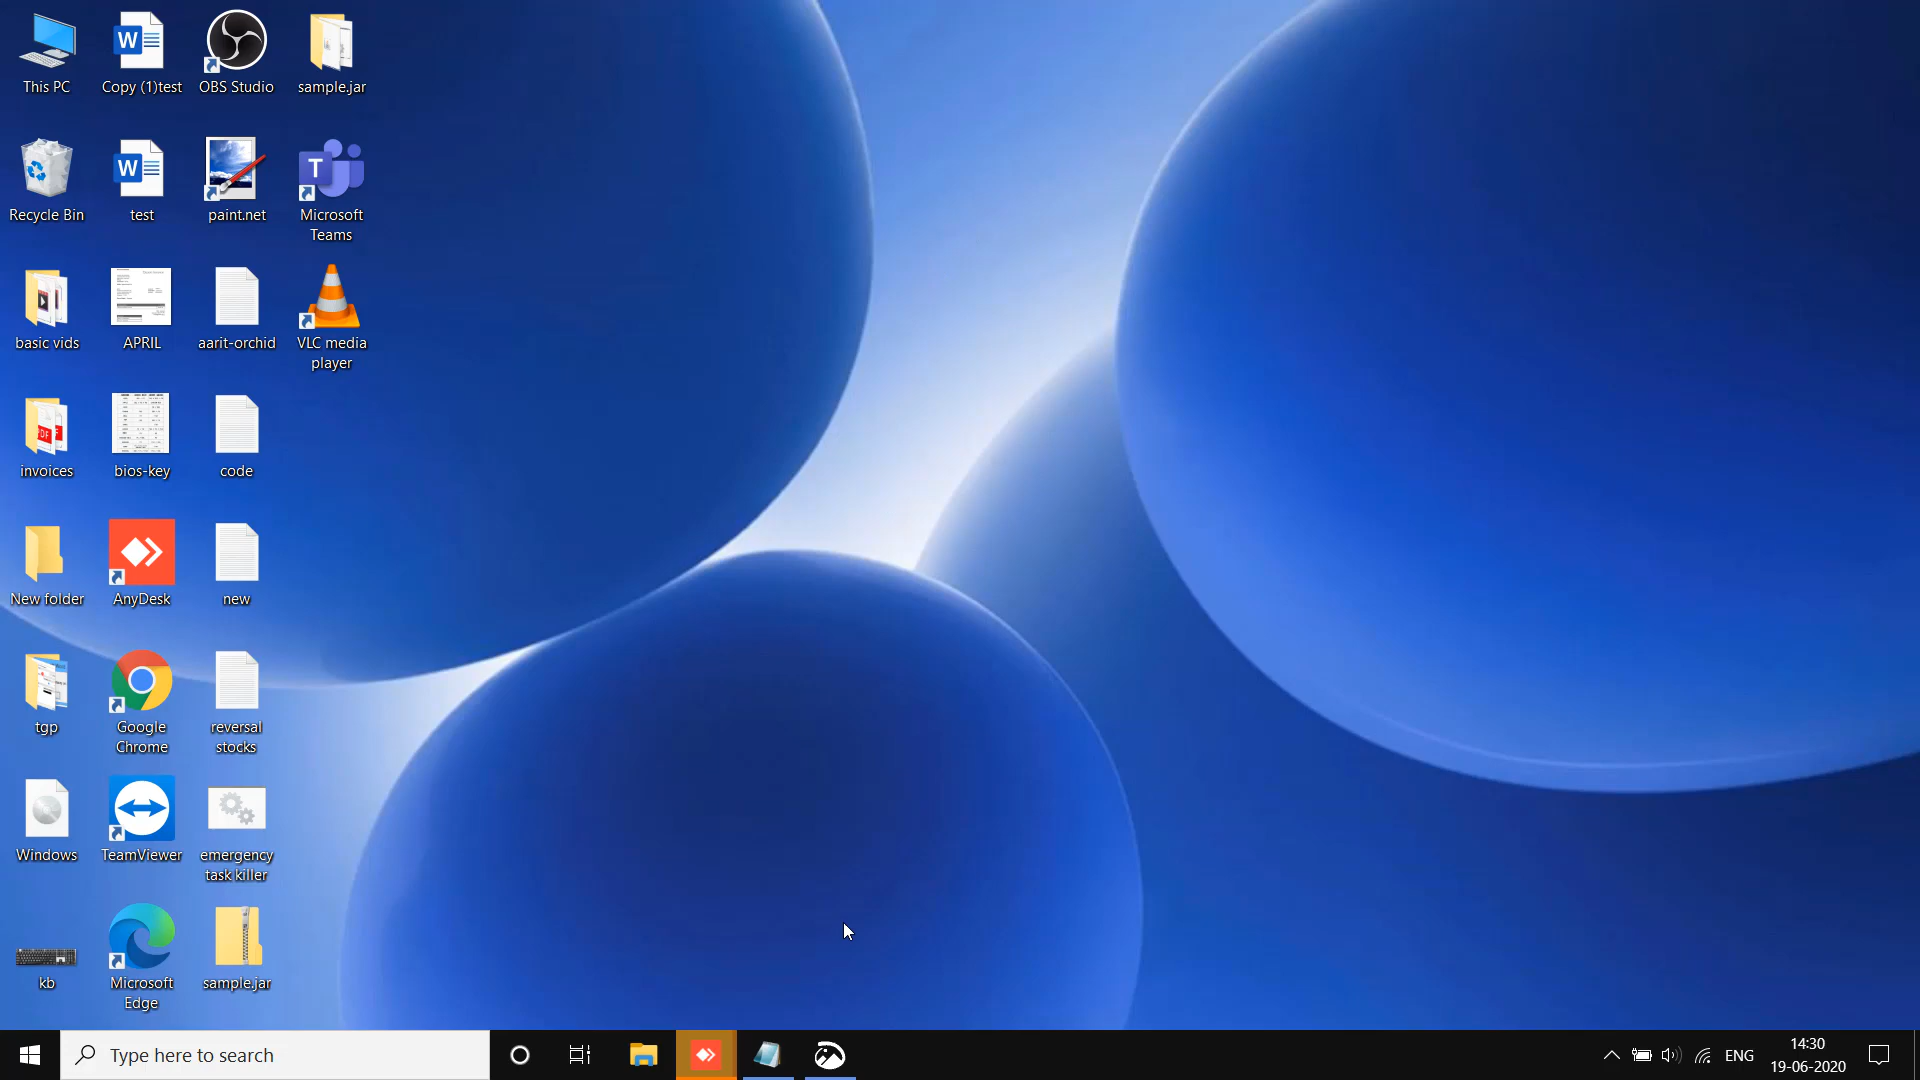 This PC
Copy (1)test
OBS Studio
sample.jar
Recycle Bin
test
paint.net
Microsoft
Teams
basic vids
APRIL
aarit-orchid
VLC media
player
invoices
bios-key
code
New folder
AnyDesk
new
tgp
Google
Chrome
reversal
stocks
Windows
TeamViewer
emergency
task killer
kb
Microsoft
Edge
sample.jar
Type here to search
ENG
14:30
19-06-2020